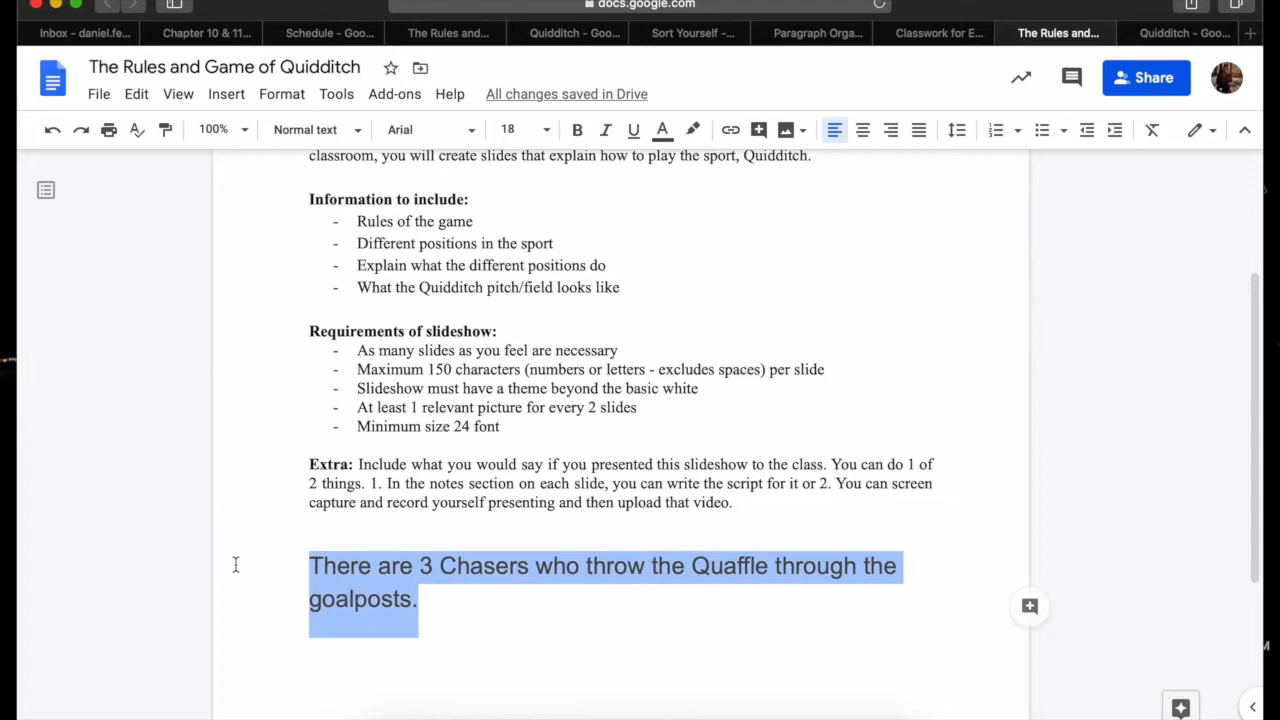 docs.google.com
Inbox - daniel.fe...
Chapter 10 & 11...
Schedule - Goo...
The Rules and...
Quidditch - Goo...
Sort Yourself -...
Paragraph Orga...
Classwork for E...
The Rules and...
Quidditch - Goo...
The Rules and Game of Quidditch
Share
File Edit View Insert Format Tools Add-ons Help All changes saved in Drive
100% Normal text Arial 18 B I U A
classroom, you will create slides that explain how to play the sport, Quidditch.
Information to include:
- Rules of the game
- Different positions in the sport
- Explain what the different positions do
- What the Quidditch pitch/field looks like
Requirements of slideshow:
- As many slides as you feel are necessary
- Maximum 150 characters (numbers or letters - excludes spaces) per slide
- Slideshow must have a theme beyond the basic white
- At least 1 relevant picture for every 2 slides
- Minimum size 24 font
Extra: Include what you would say if you presented this slideshow to the class. You can do 1 of
2 things. 1. In the notes section on each slide, you can write the script for it or 2. You can screen
capture and record yourself presenting and then upload that video.
There are 3 Chasers who throw the Quaffle through the
goalposts.